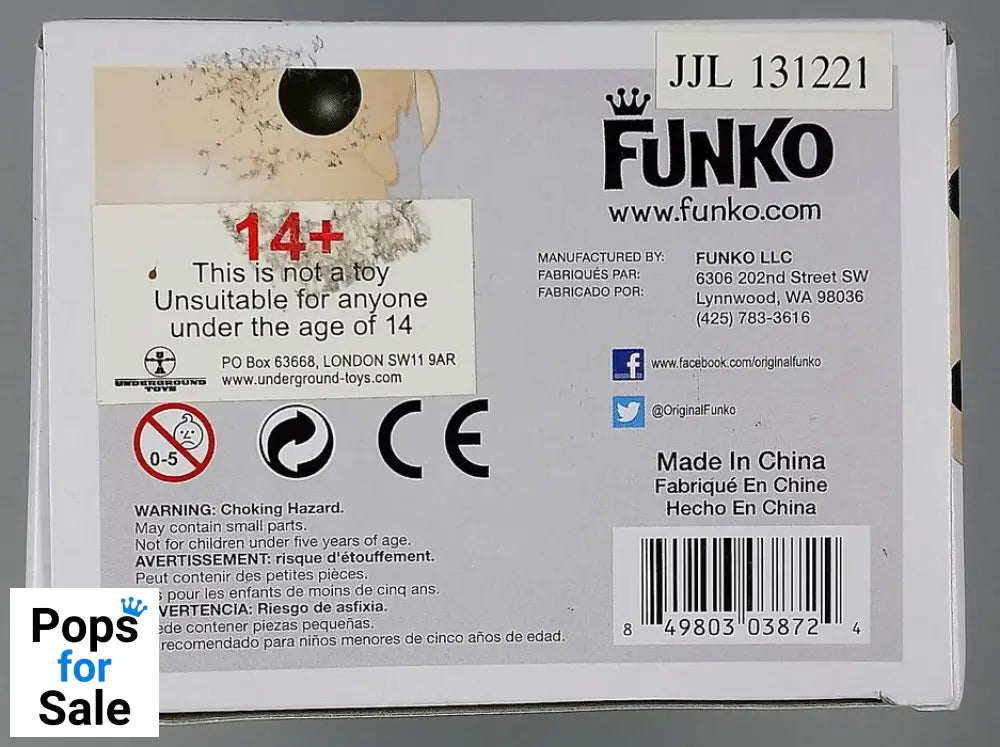 JJL 131221
FUNKO
www.funko.com
14+
This is not a toy
Unsuitable for anyone
under the age of 14
PO Box 63668, LONDON SW11 9AR
www.underground-toys.com
UNDERGROUND
TOYS
MANUFACTURED BY:
FABRIQUÉS PAR:
FABRICADO POR:
FUNKO LLC
6306 202nd Street SW
Lynnwood, WA 98036
(425) 783-3616
www.facebook.com/originalfunko
@OriginalFunko
0-5
CE
WARNING: Choking Hazard.
May contain small parts.
Not for children under five years of age.
AVERTISSEMENT: risque d'étouffement.
Peut contenir des petites pièces.
pour les enfants de moins de cinq ans.
VERTENCIA: Riesgo de asfixia.
ede contener piezas pequeñas.
recomendado para niños menores de cinco años de edad.
Made In China
Fabriqué En Chine
Hecho En China
8 49803 03872 4
Pops
for
Sale